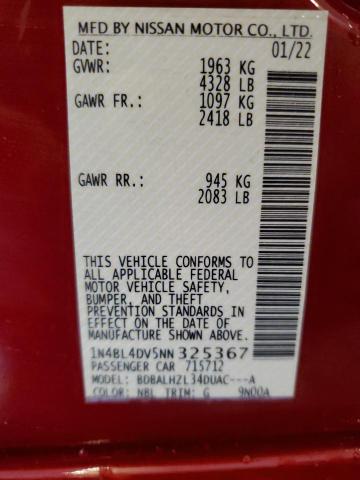 MFD BY NISSAN MOTOR CO., LTD.
DATE: 01/22
GVWR: 1963 KG
4328 LB
GAWR FR.: 1097 KG
2418 LB
GAWR RR.: 945 KG
2083 LB
THIS VEHICLE CONFORMS TO
ALL APPLICABLE FEDERAL
MOTOR VEHICLE SAFETY,
BUMPER, AND THEFT
PREVENTION STANDARDS IN
EFFECT ON THE DATE OF
MANUFACTURE SHOWN ABOVE.
1N4BL4DV5NN325367
PASSENGER CAR 715712
MODEL: BDBALHZL34DUAC---A
COLOR: NBL TRIM: G 9N00A